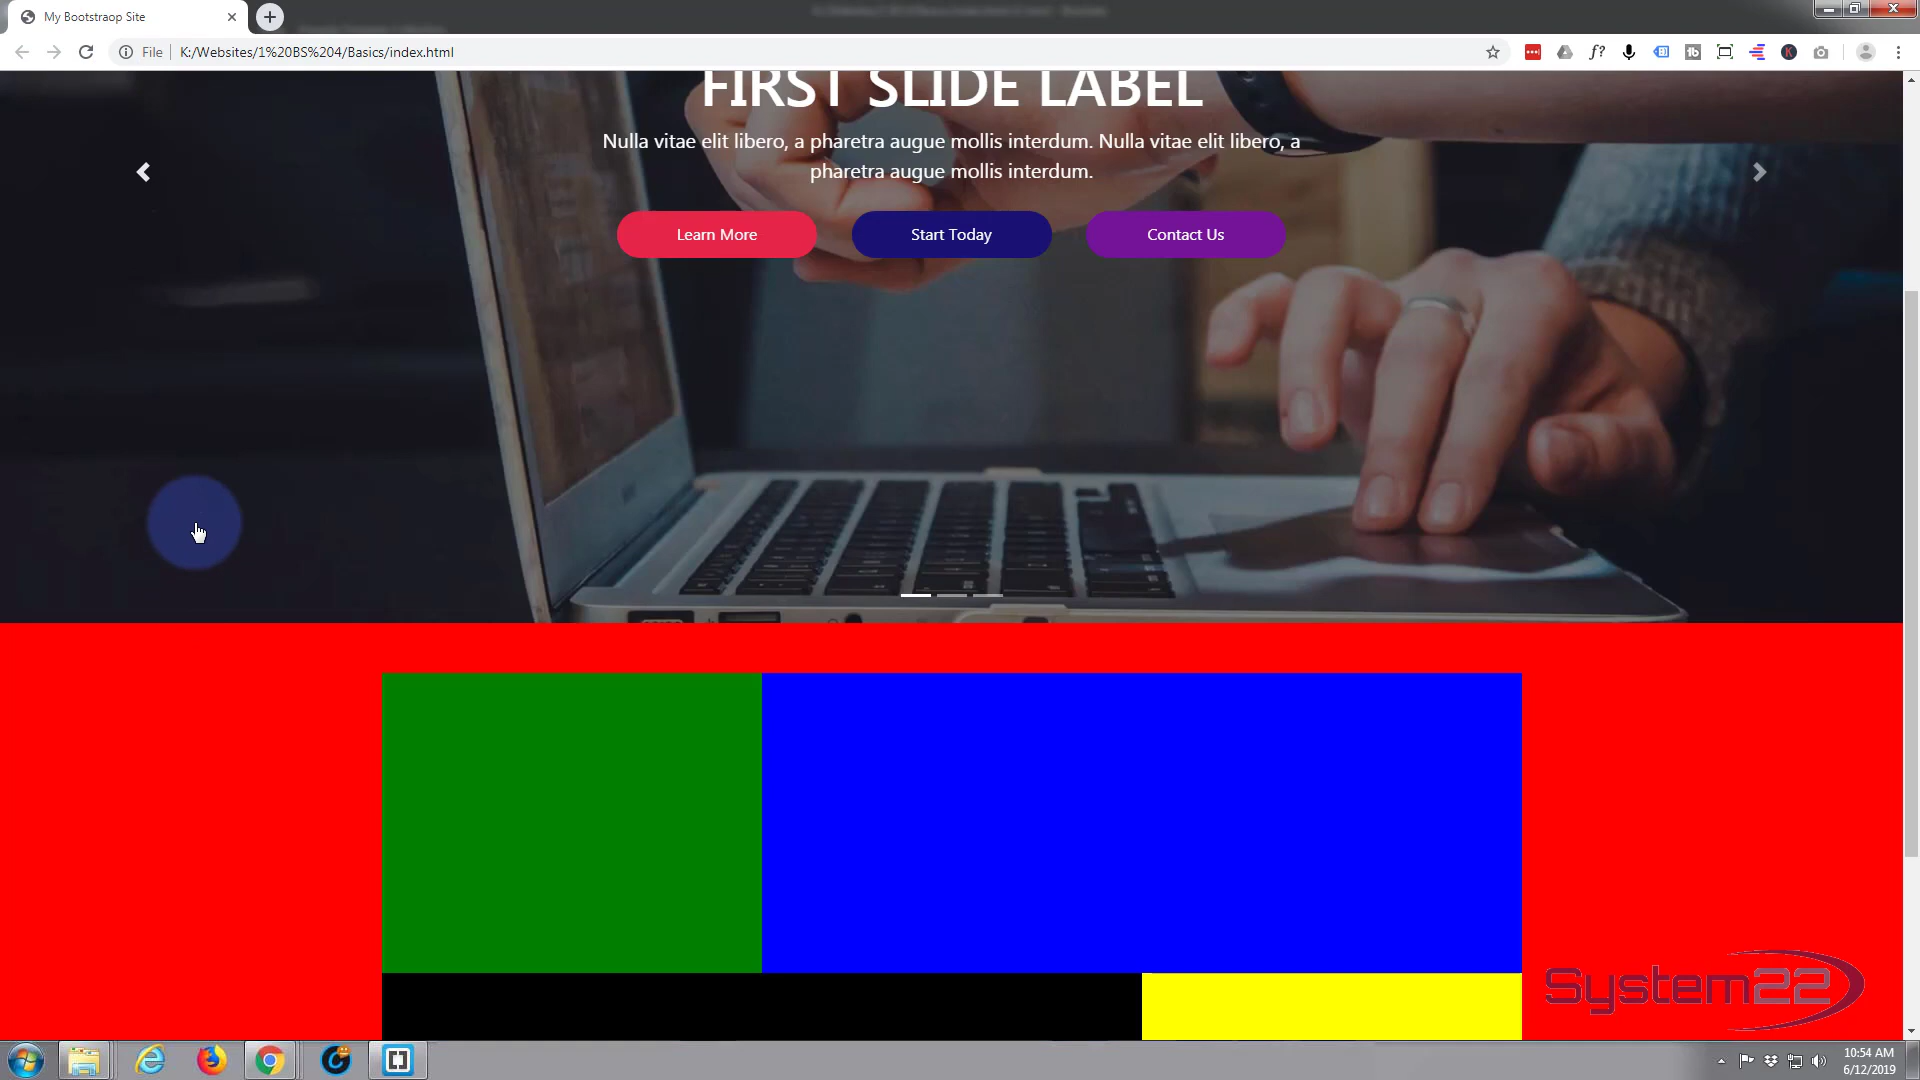 My Bootstraop Site
File
K:/Websites/1%20BS%204/Basics/index.html
FIRST SLIDE LABEL
Nulla vitae elit libero, a pharetra augue mollis interdum. Nulla vitae elit libero, a
pharetra augue mollis interdum.
Learn More
Start Today
Contact Us
System22
10:54 AM
6/12/2019